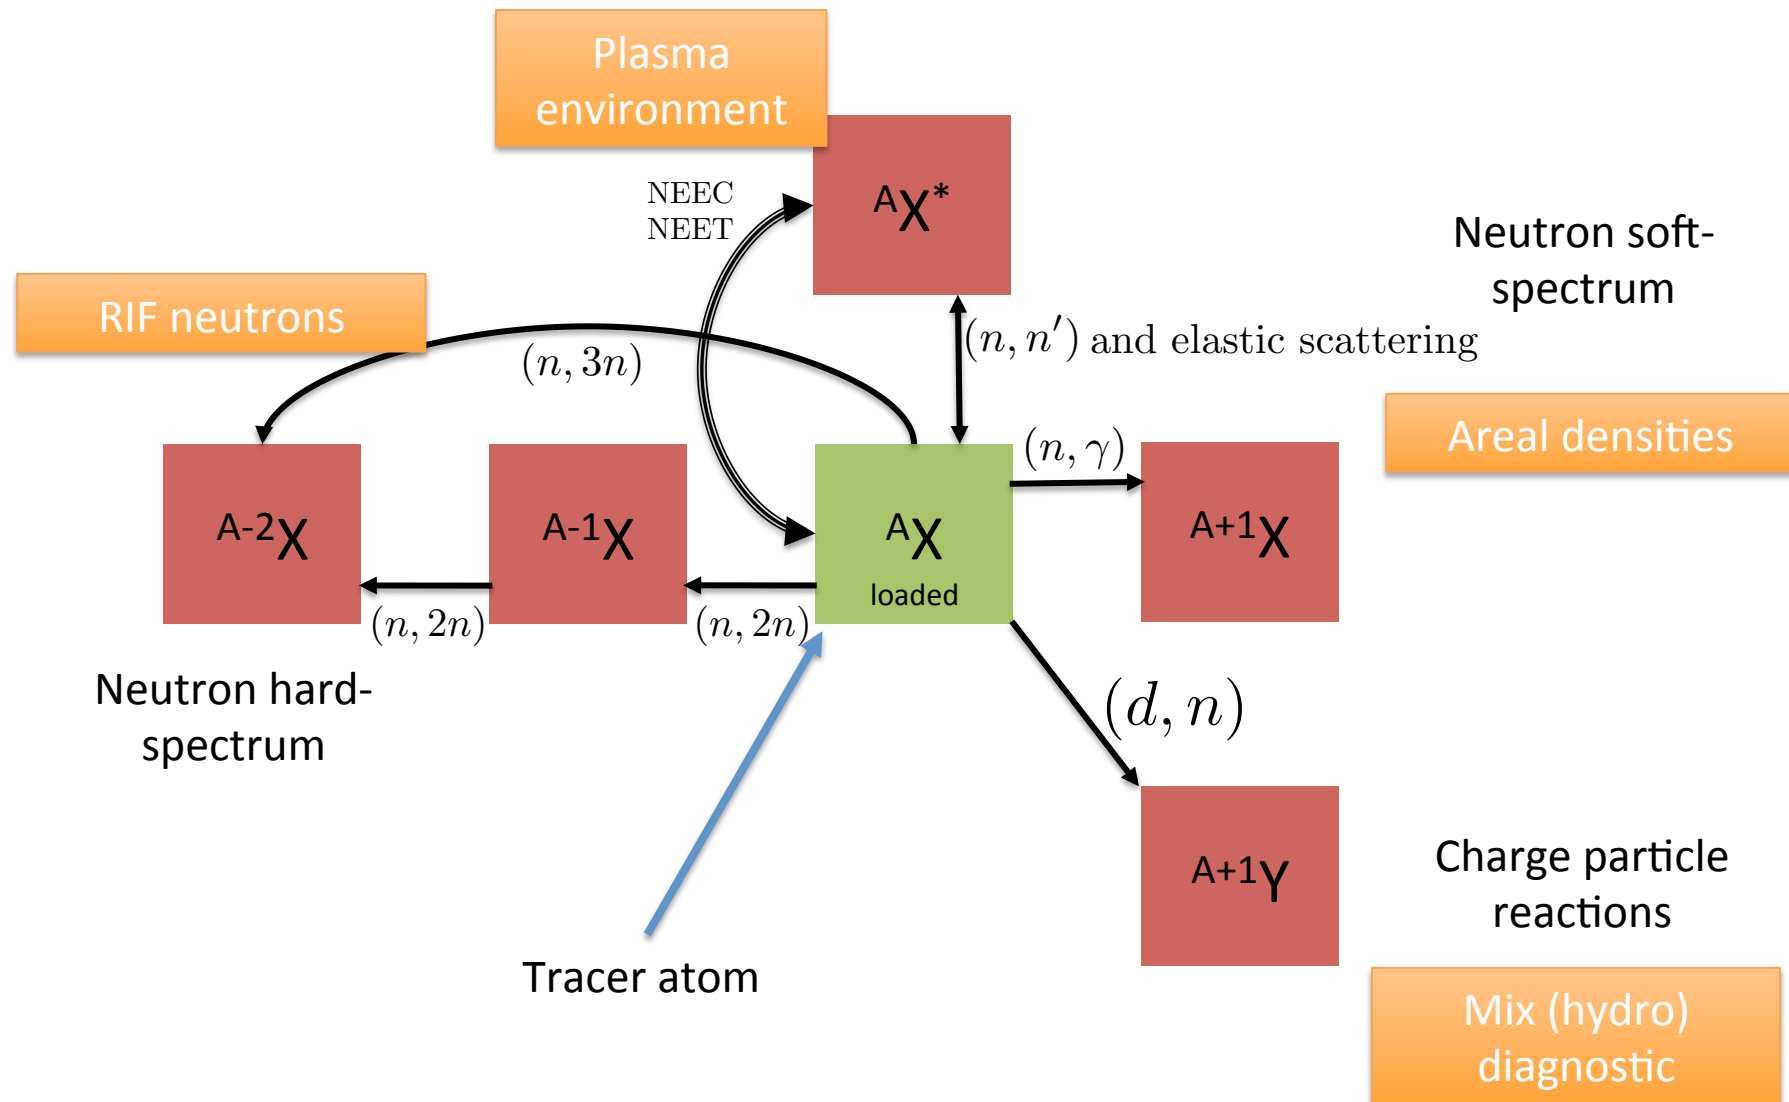 Plasma
environment
NEEC
NEET
ᴬX*
Neutron soft-
spectrum
RIF neutrons
(n, 3n)
(n, n′) and elastic scattering
Areal densities
(n, γ)
ᴬ⁻²X
ᴬ⁻¹X
ᴬX
loaded
ᴬ⁺¹X
(n, 2n)
(n, 2n)
Neutron hard-
spectrum
(d, n)
ᴬ⁺¹Y
Charge particle
reactions
Tracer atom
Mix (hydro)
diagnostic